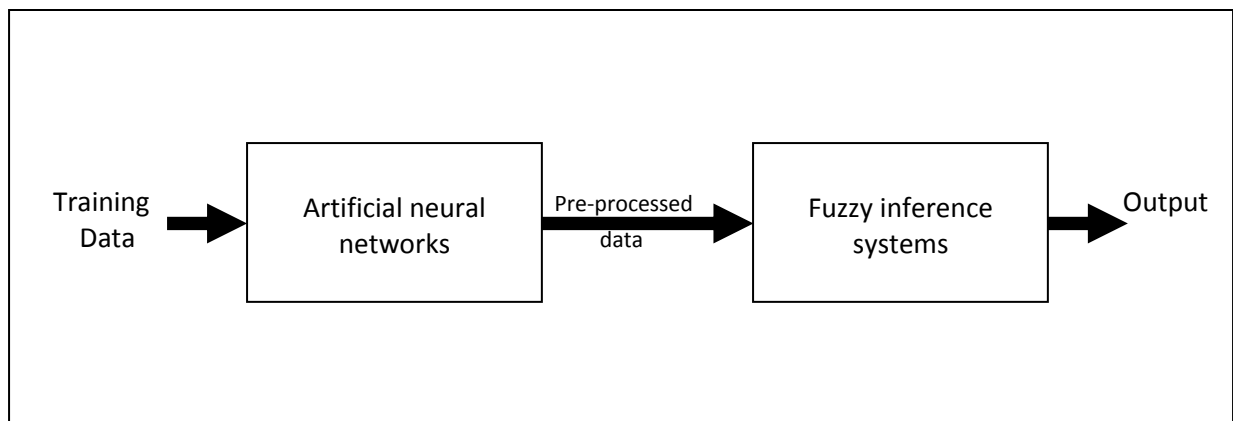 Training
Data
Artificial neural
networks
Pre-processed
data
Fuzzy inference
systems
Output